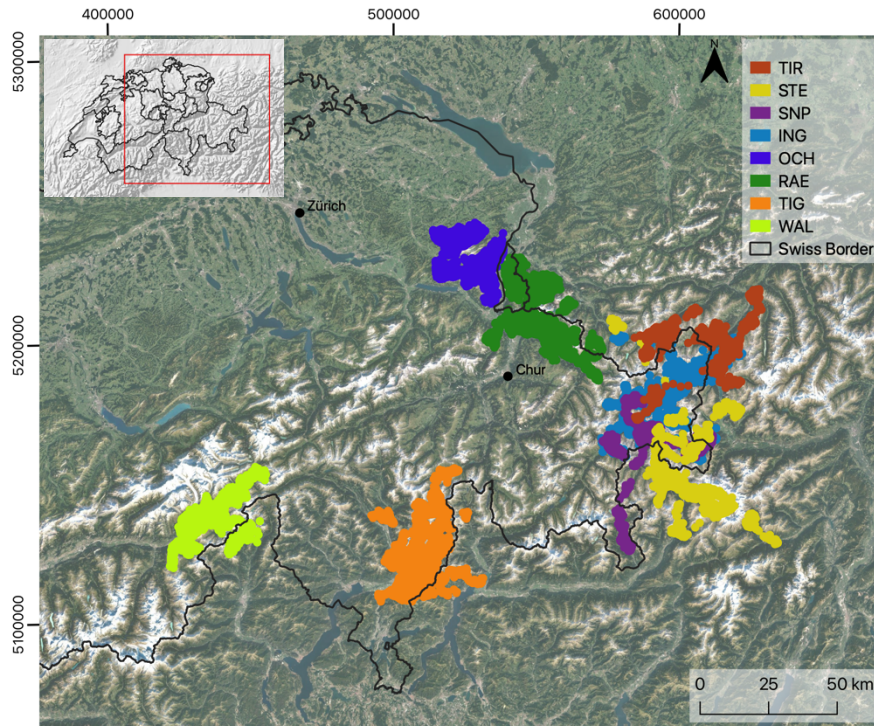 400000
500000
600000
5300000
5200000
5100000
N
TIR
STE
SNP
ING
OCH
RAE
TIG
WAL
Swiss Border
Zürich
Chur
0 25 50 km